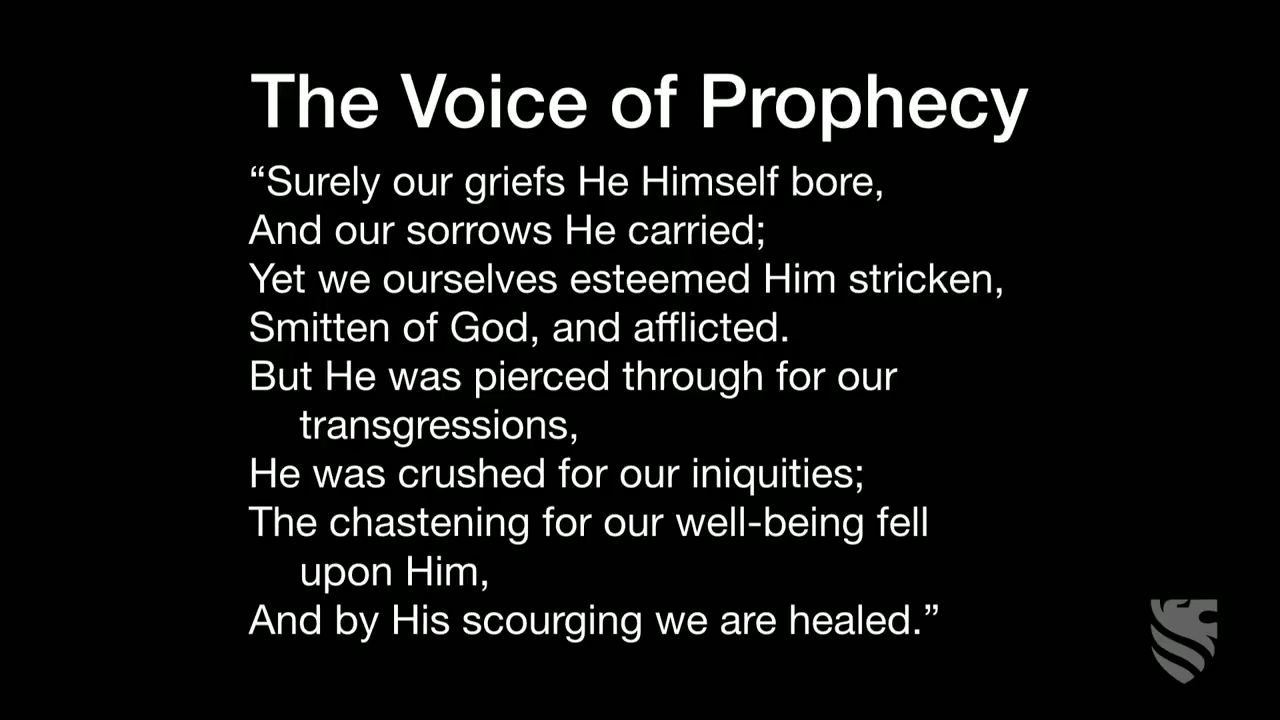 The Voice of Prophecy
“Surely our griefs He Himself bore,
And our sorrows He carried;
Yet we ourselves esteemed Him stricken,
Smitten of God, and afflicted.
But He was pierced through for our
transgressions,
He was crushed for our iniquities;
The chastening for our well-being fell
upon Him,
And by His scourging we are healed.”